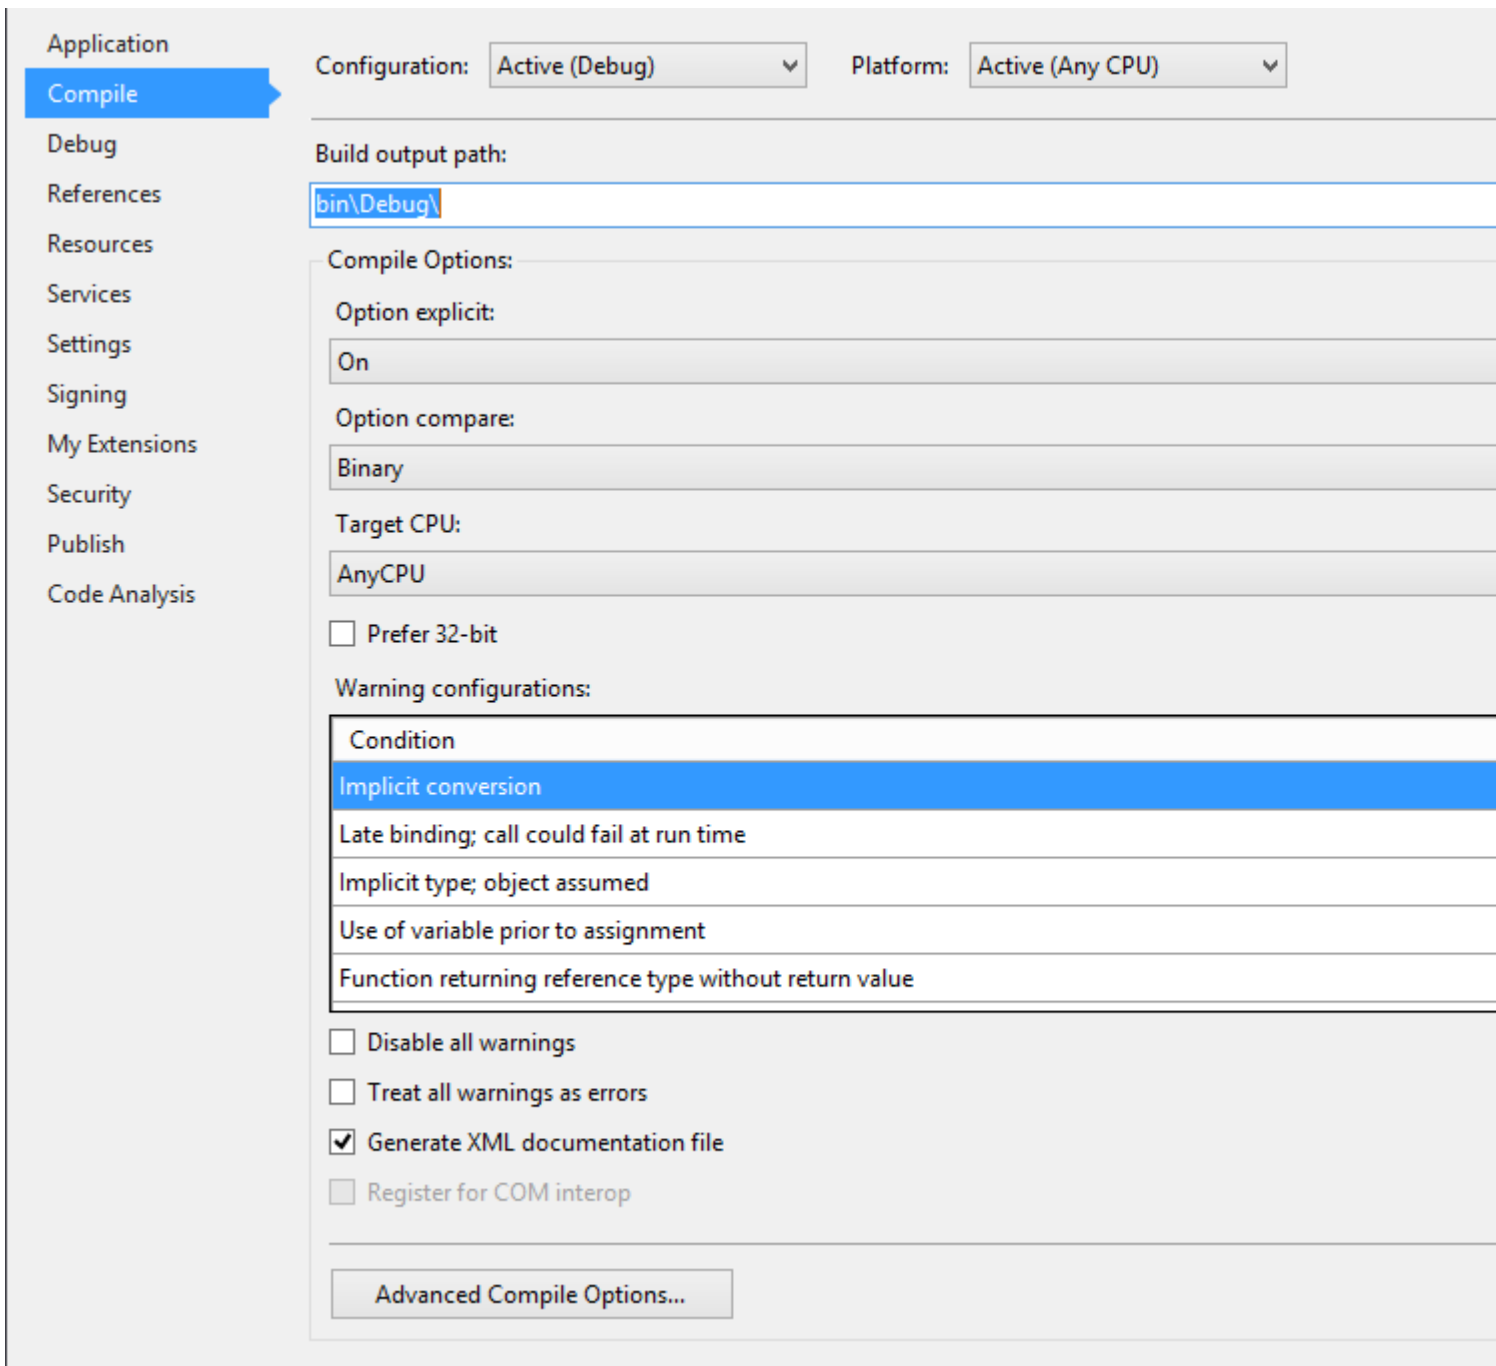 Application
Compile
Debug
References
Resources
Services
Settings
Signing
My Extensions
Security
Publish
Code Analysis
Configuration: Active (Debug) Platform: Active (Any CPU)
Build output path:
bin\Debug\
Compile Options:
Option explicit:
On
Option compare:
Binary
Target CPU:
AnyCPU
Prefer 32-bit
Warning configurations:
Condition
Implicit conversion
Late binding; call could fail at run time
Implicit type; object assumed
Use of variable prior to assignment
Function returning reference type without return value
Disable all warnings
Treat all warnings as errors
Generate XML documentation file
Register for COM interop
Advanced Compile Options...